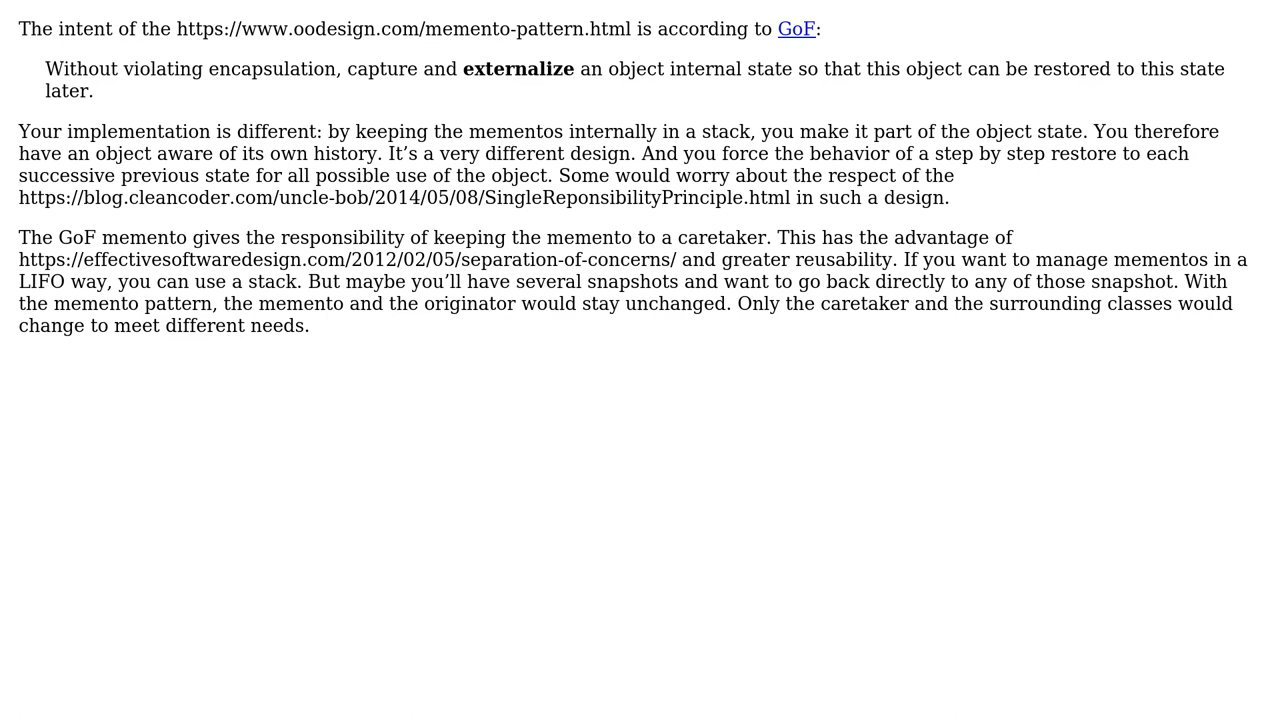 The intent of the https://www.oodesign.com/memento-pattern.html is according to GoF:
Without violating encapsulation, capture and externalize an object internal state so that this object can be restored to this state
later.
Your implementation is different: by keeping the mementos internally in a stack, you make it part of the object state. You therefore
have an object aware of its own history. It’s a very different design. And you force the behavior of a step by step restore to each
successive previous state for all possible use of the object. Some would worry about the respect of the
https://blog.cleancoder.com/uncle-bob/2014/05/08/SingleReponsibilityPrinciple.html in such a design.
The GoF memento gives the responsibility of keeping the memento to a caretaker. This has the advantage of
https://effectivesoftwaredesign.com/2012/02/05/separation-of-concerns/ and greater reusability. If you want to manage mementos in a
LIFO way, you can use a stack. But maybe you’ll have several snapshots and want to go back directly to any of those snapshot. With
the memento pattern, the memento and the originator would stay unchanged. Only the caretaker and the surrounding classes would
change to meet different needs.